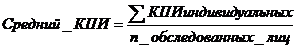 Средний_КПИ = ∑ КПИиндивидуальных / n_обследованных_лиц